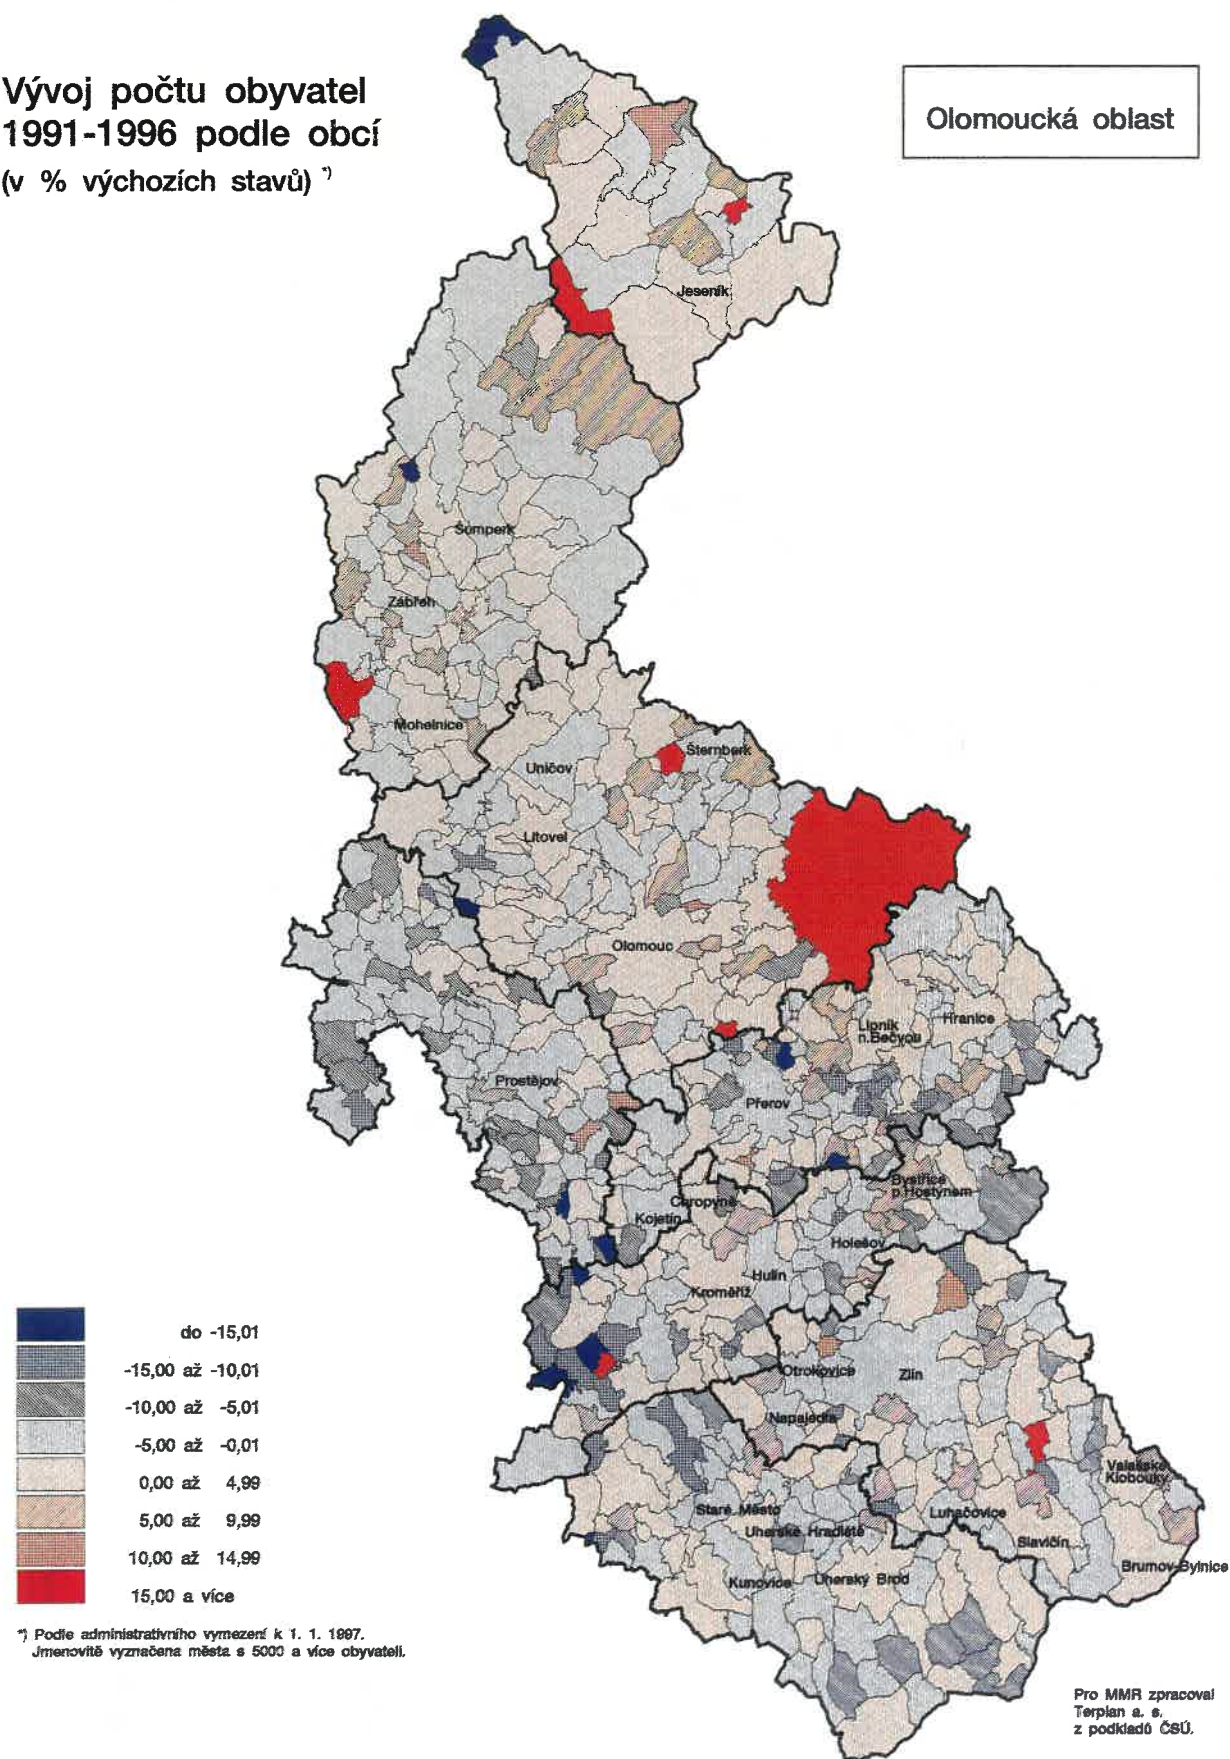 Vývoj počtu obyvatel
1991-1996 podle obcí
(v % výchozích stavů) *)
Olomoucká oblast
Jeseník
Šumperk
Zábřeh
Mohelnice
Šternberk
Uničov
Litovel
Olomouc
Hranice
Lipník
n.Bečvou
Prostějov
Přerov
Bystřice
p.Hostýnem
Chropyně
Kojetín
Holešov
Hulín
Kroměříž
Otrokovice
Zlín
Napajedla
Valašské
Klobouky
Staré Město
Luhačovice
Uherské Hradiště
Slavičín
Brumov-Bylnice
Kunovice
Uherský Brod
do -15,01
-15,00 až -10,01
-10,00 až -5,01
-5,00 až -0,01
0,00 až 4,99
5,00 až 9,99
10,00 až 14,99
15,00 a více
*) Podle administrativního vymezení k 1. 1. 1997.
Jmenovitě vyznačena města s 5000 a více obyvateli.
Pro MMR zpracoval
Terplan a. s.
z podkladů ČSÚ.